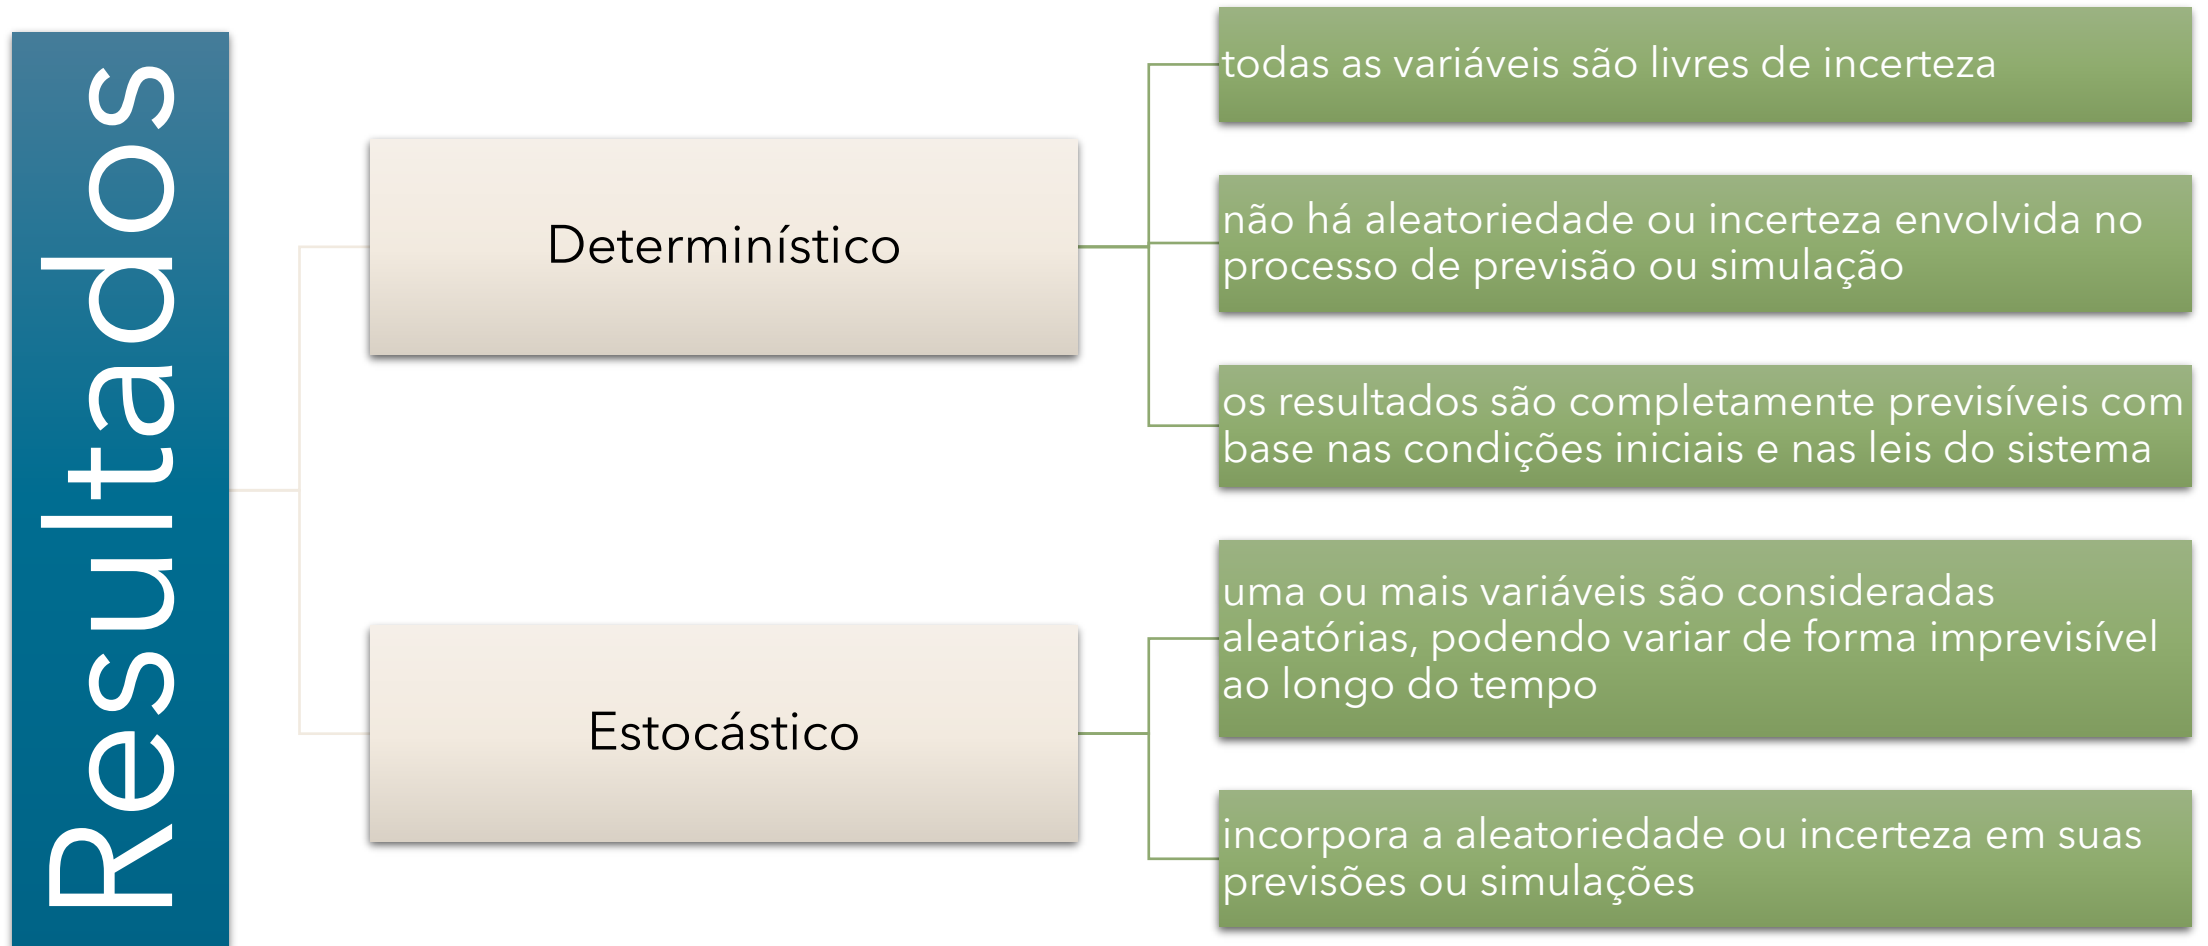 Resultados
Determinístico
todas as variáveis são livres de incerteza
não há aleatoriedade ou incerteza envolvida no
processo de previsão ou simulação
os resultados são completamente previsíveis com
base nas condições iniciais e nas leis do sistema
Estocástico
uma ou mais variáveis são consideradas
aleatórias, podendo variar de forma imprevisível
ao longo do tempo
incorpora a aleatoriedade ou incerteza em suas
previsões ou simulações